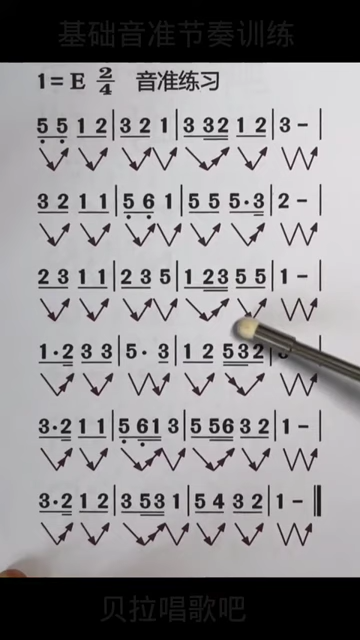 基础音准节奏训练
1=E 2/4 音准练习
5 5 1 2|3 2 1|3 32 1 2|3 -|
3 2 1 1|5 6 1|5 5 5·3|2 -|
2 3 1 1|2 3 5|1 23 5 5|1 -|
1·2 3 3|5· 3|1 2 532|
3·2 1 1|5 61 3|5 56 3 2|1 -|
3·2 1 2|3 53 1|5 4 3 2|1 -‖
贝拉唱歌吧